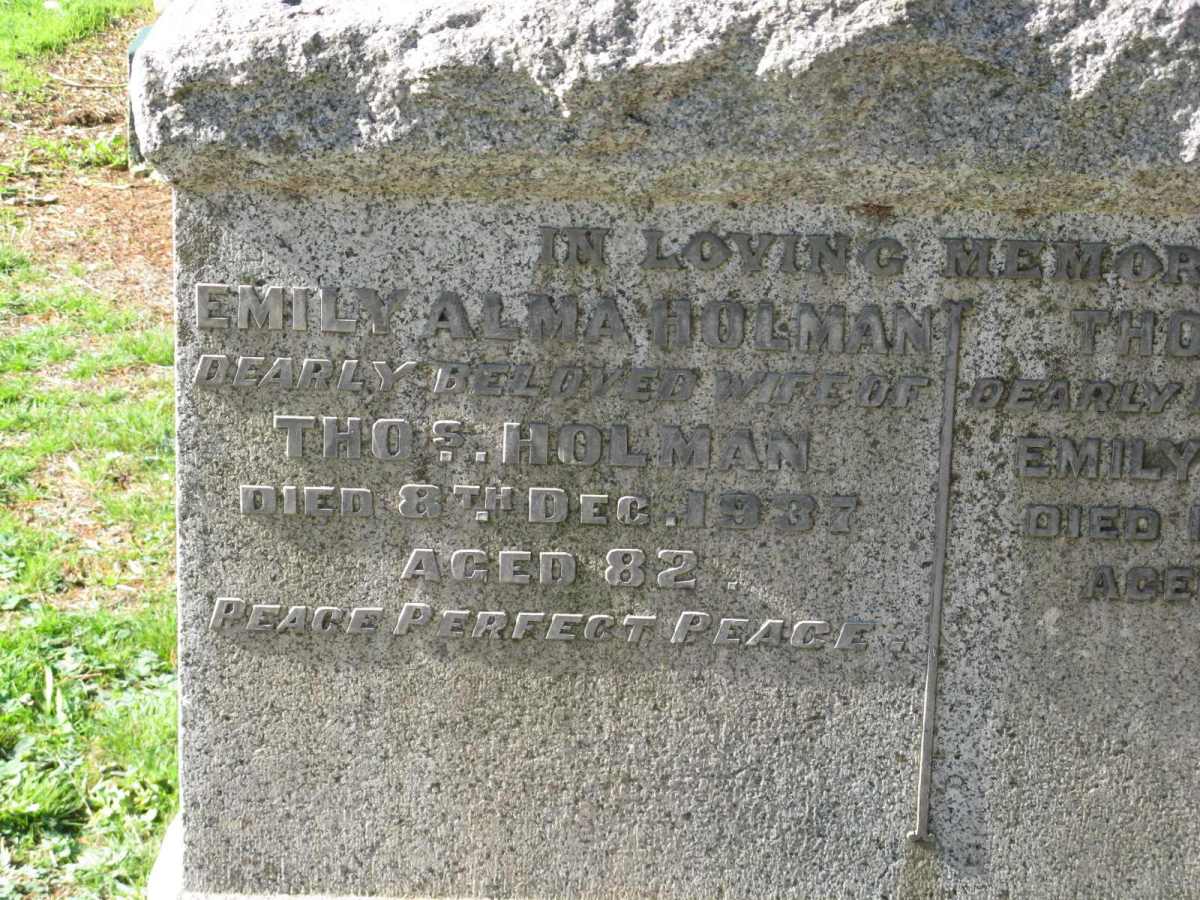 IN LOVING MEMOR
EMILY ALMA HOLMAN
DEARLY BELOVED WIFE OF
THOS. HOLMAN
DIED 8TH DEC. 1937
AGED 82.
PEACE PERFECT PEACE.
THO
DEARLY
EMILY
DIED
AGE